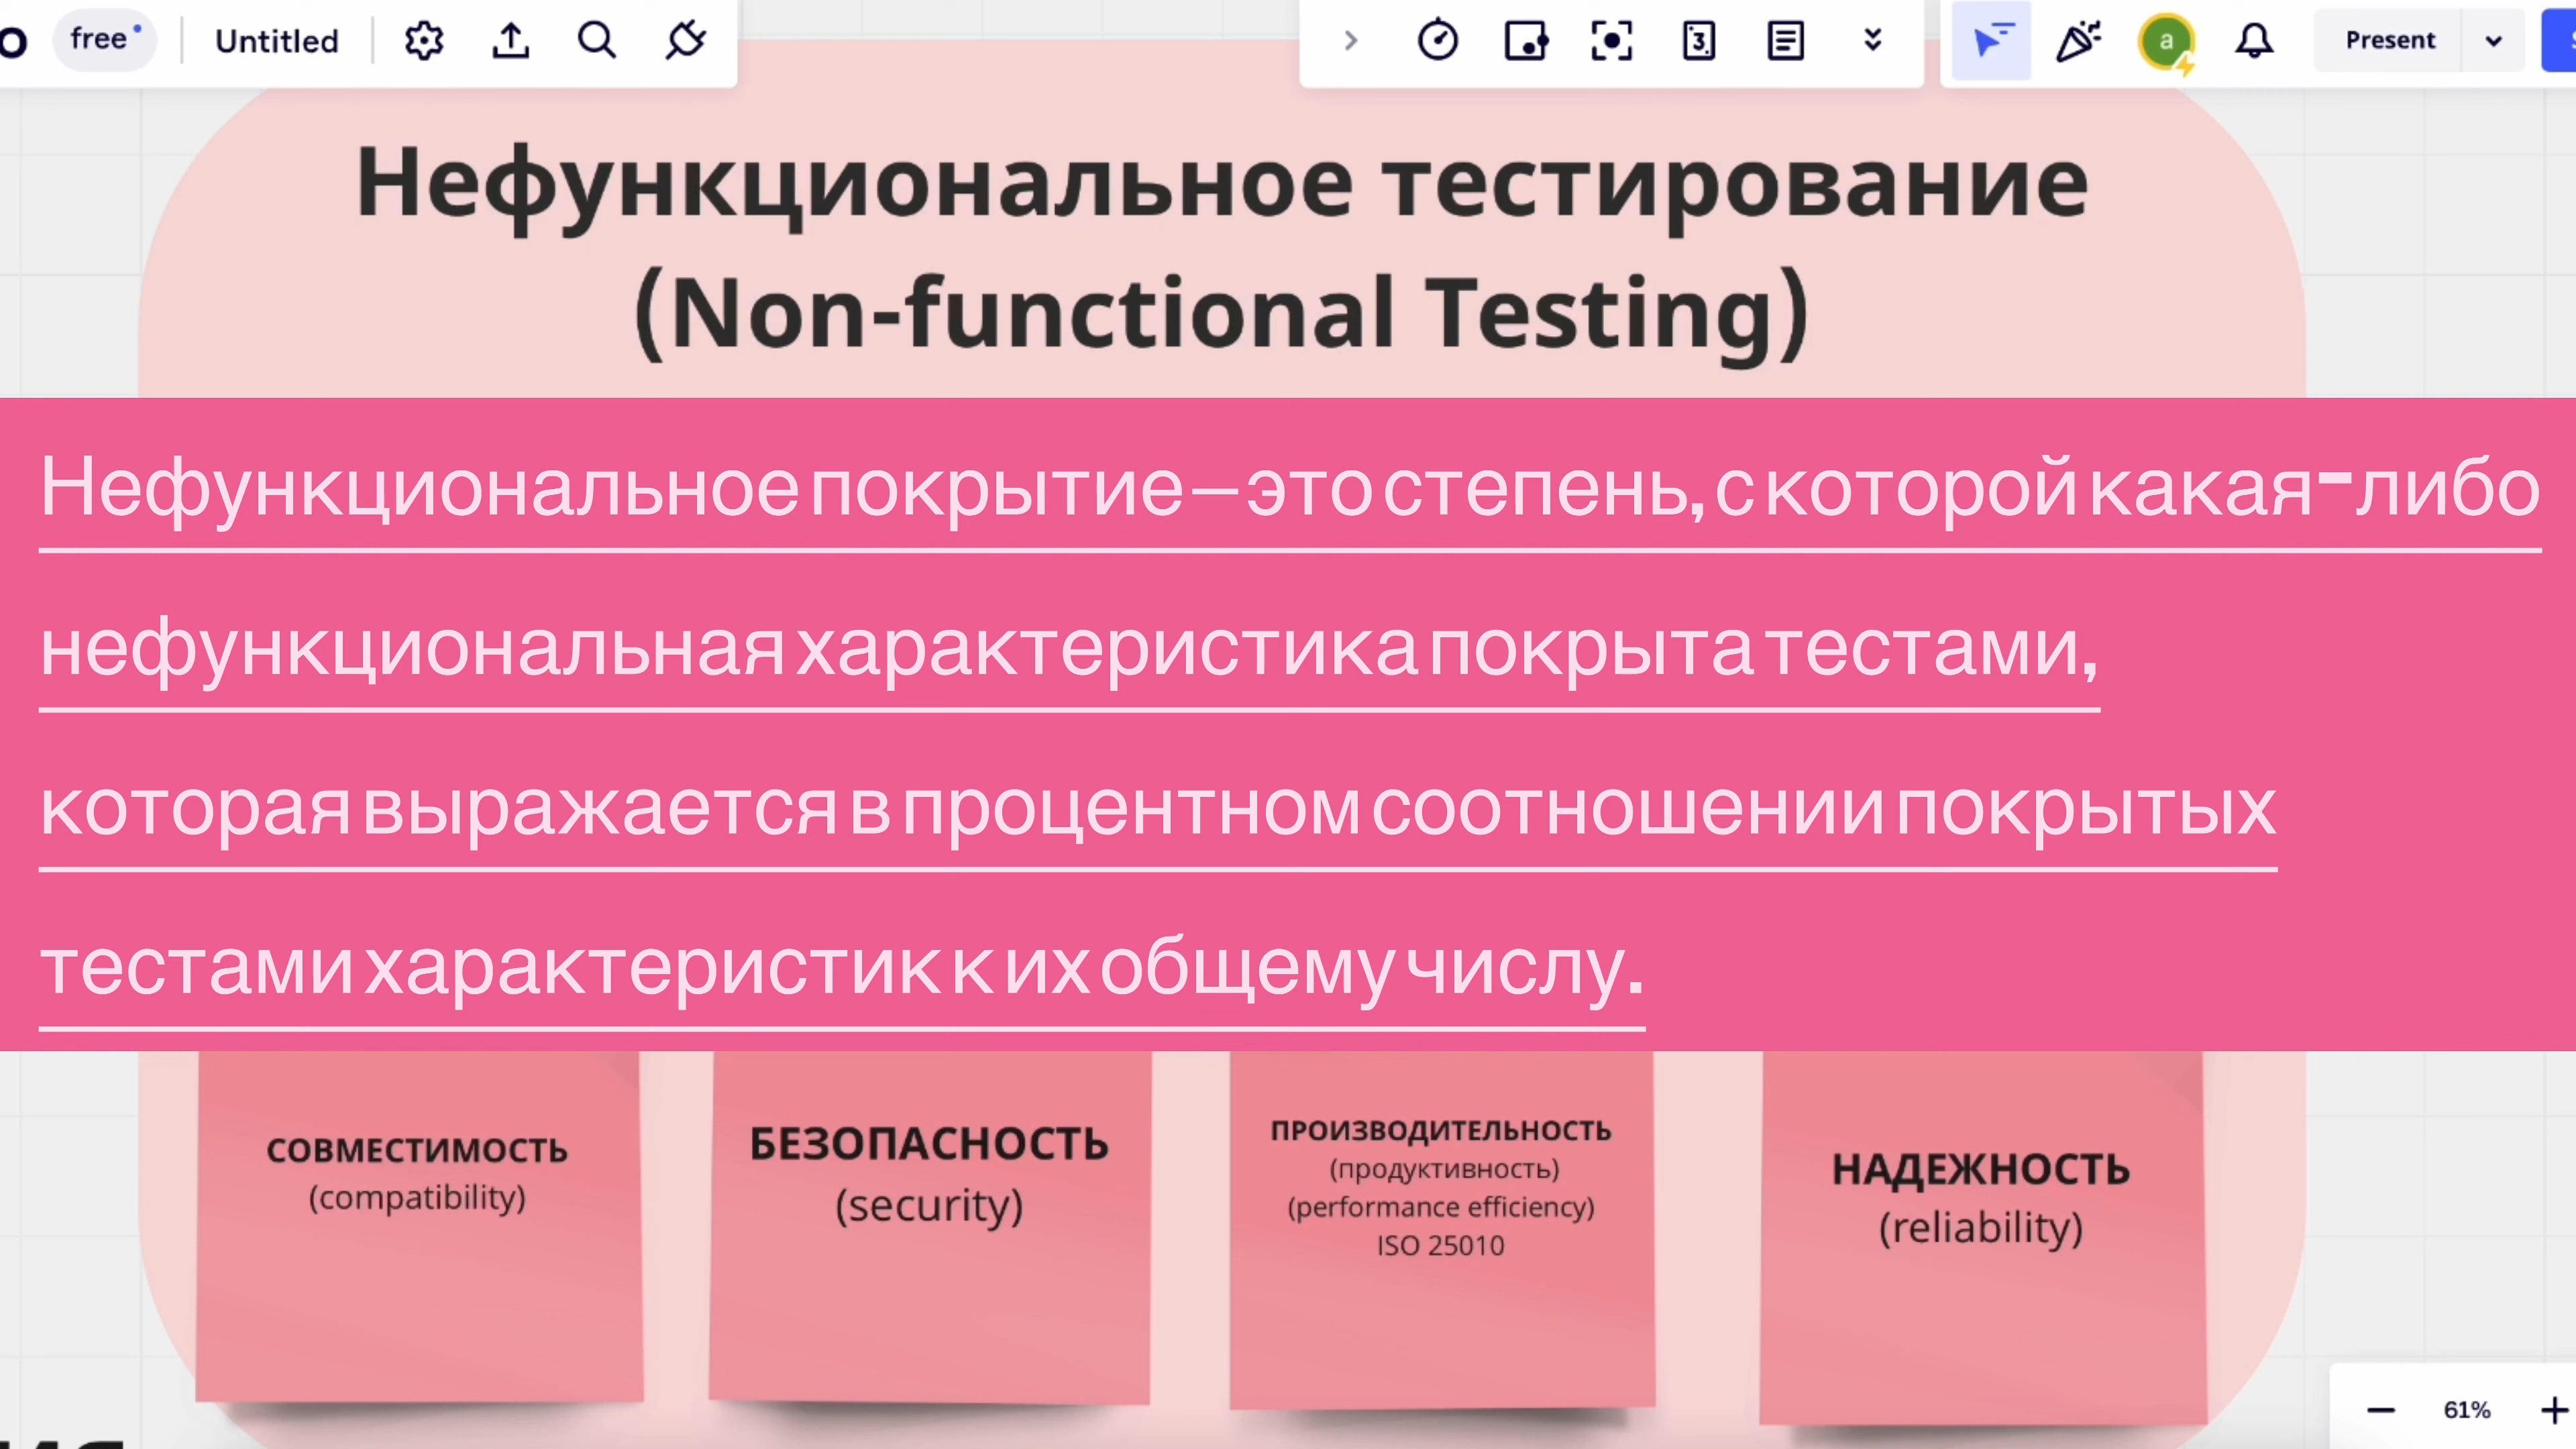 free
Untitled
Present
Нефункциональное тестирование
(Non-functional Testing)
Нефункциональное покрытие – это степень, с которой какая-либо
нефункциональная характеристика покрыта тестами,
которая выражается в процентном соотношении покрытых
тестами характеристик к их общему числу.
СОВМЕСТИМОСТЬ
(compatibility)
БЕЗОПАСНОСТЬ
(security)
ПРОИЗВОДИТЕЛЬНОСТЬ
(продуктивность)
(performance efficiency)
ISO 25010
НАДЕЖНОСТЬ
(reliability)
61%